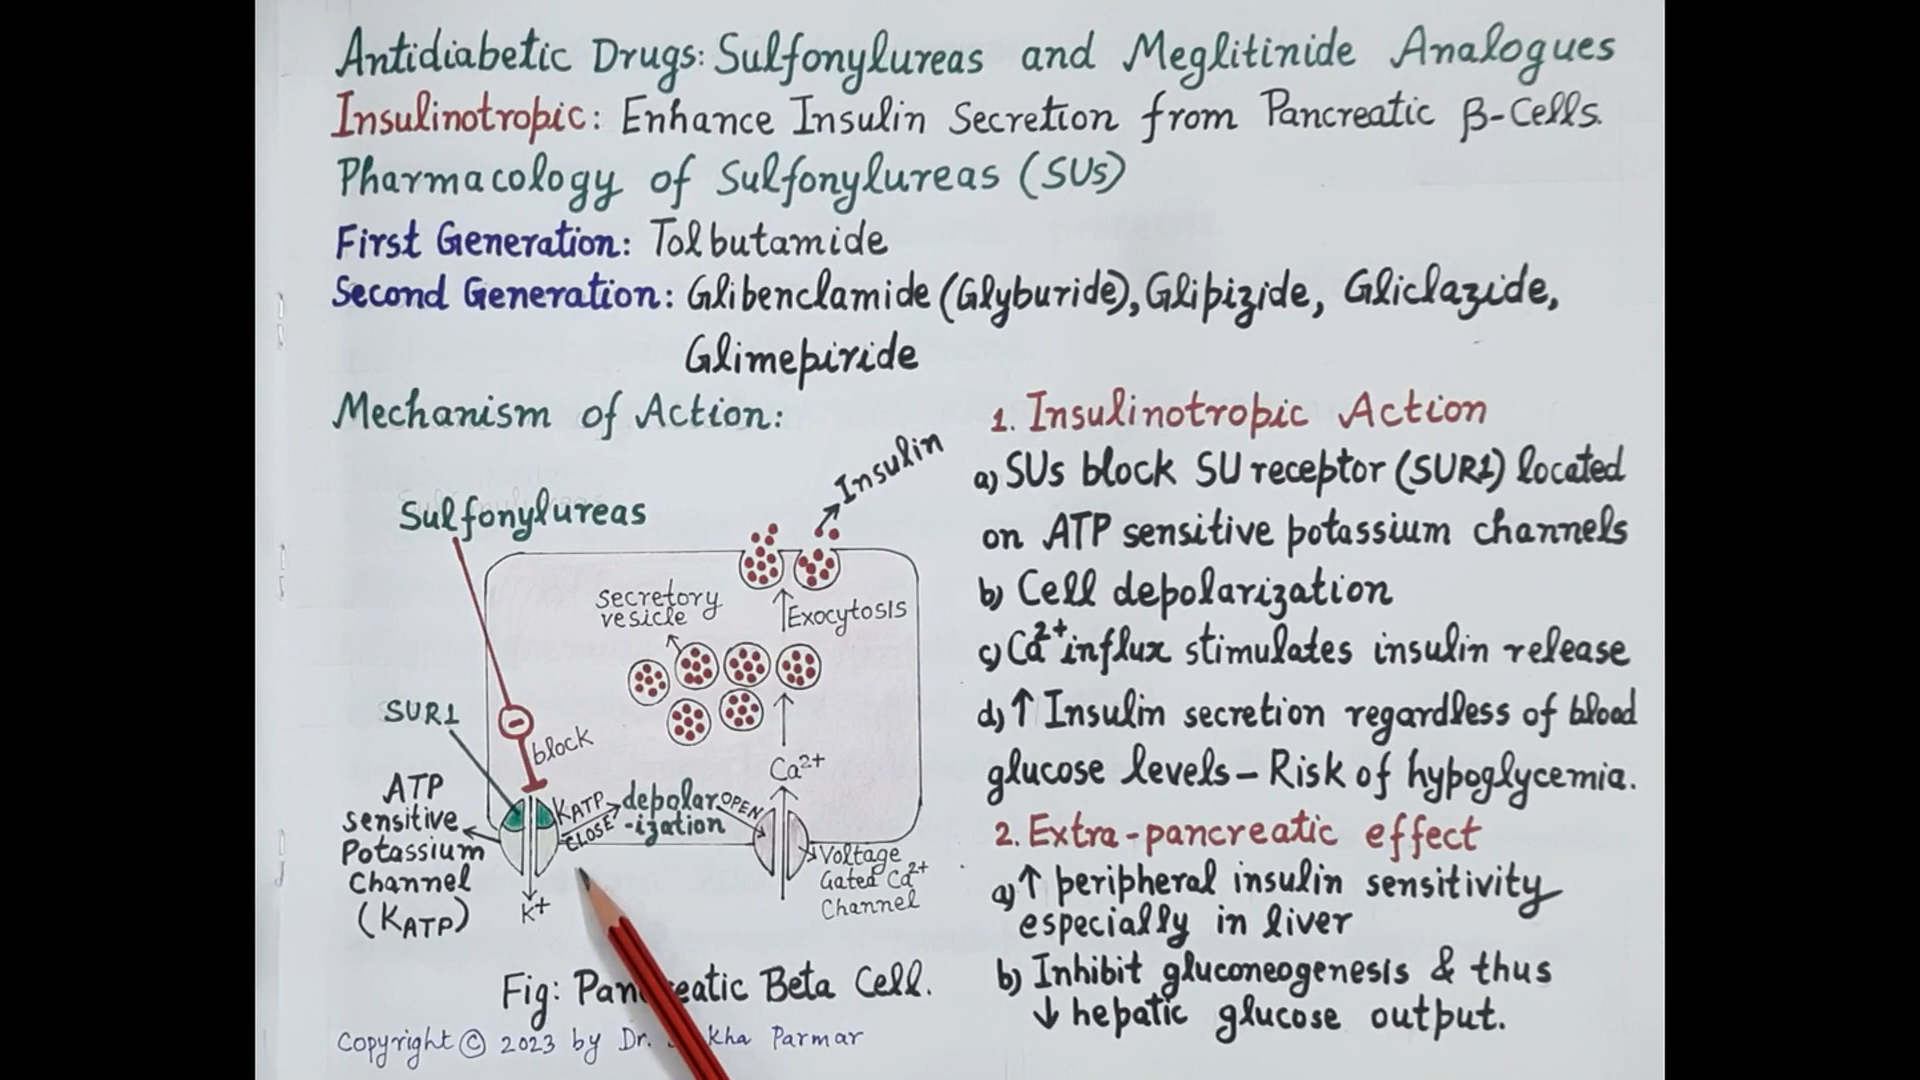 Antidiabetic Drugs: Sulfonylureas and Meglitinide Analogues
Insulinotropic: Enhance Insulin Secretion from Pancreatic β-Cells.
Pharmacology of Sulfonylureas (SUs)
First Generation: Tolbutamide
Second Generation: Glibenclamide (Glyburide), Glipizide, Gliclazide,
Glimepiride
Mechanism of Action:
Sulfonylureas
Insulin
secretory
vesicle
Exocytosis
SUR1
block
Ca2+
ATP
sensitive
Potassium
Channel
(KATP)
KATP
CLOSE
depolar
-ization
OPEN
Voltage
Gated Ca2+
Channel
K+
Fig: Pancreatic Beta Cell.
Copyright © 2023 by Dr. kha Parmar
1. Insulinotropic Action
a) SUs block SU receptor (SUR1) located
on ATP sensitive potassium channels
b) Cell depolarization
c) Ca2+ influx stimulates insulin release
d) ↑ Insulin secretion regardless of blood
glucose levels – Risk of hypoglycemia.
2. Extra-pancreatic effect
a) ↑ peripheral insulin sensitivity
especially in liver
b) Inhibit gluconeogenesis & thus
↓ hepatic glucose output.